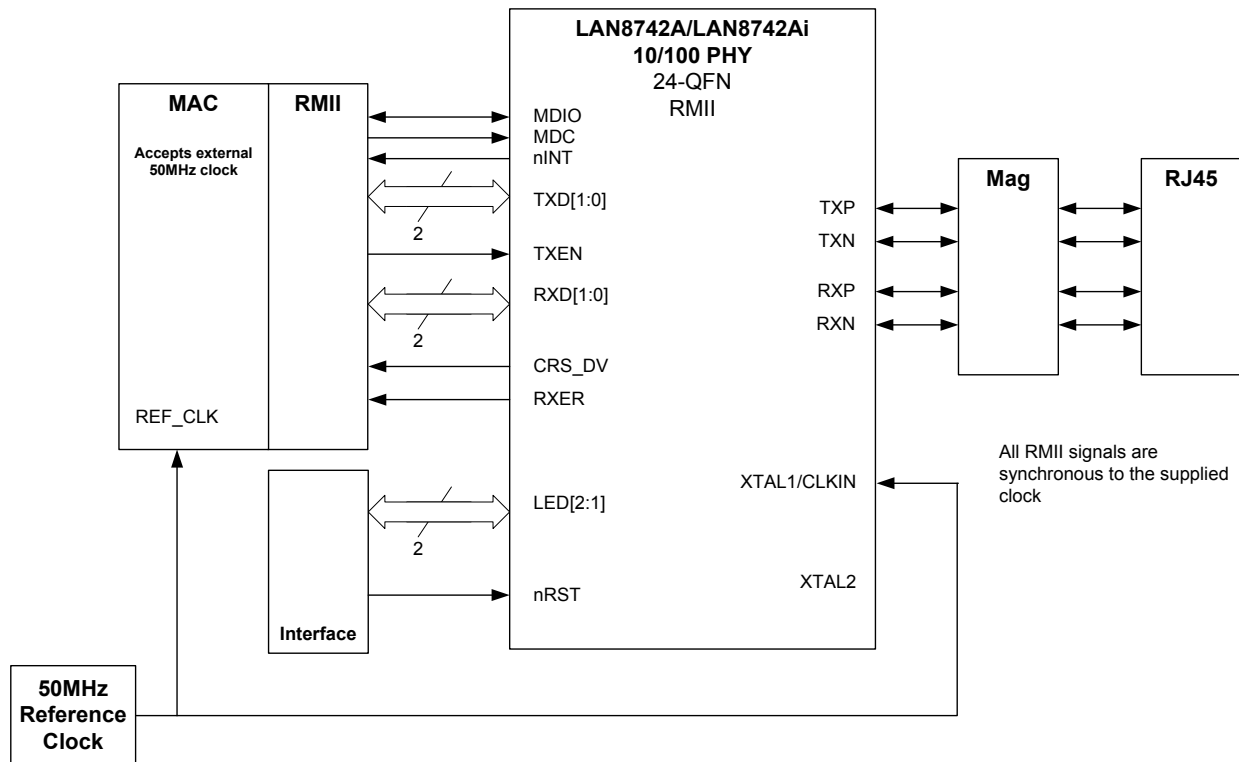 LAN8742A/LAN8742Ai
10/100 PHY
24-QFN
RMII
MAC
RMII
Accepts external
50MHz clock
REF_CLK
MDIO
MDC
nINT
TXD[1:0]
2
TXEN
RXD[1:0]
2
CRS_DV
RXER
LED[2:1]
2
nRST
Interface
TXP
TXN
RXP
RXN
Mag
RJ45
XTAL1/CLKIN
XTAL2
All RMII signals are
synchronous to the supplied
clock
50MHz
Reference
Clock